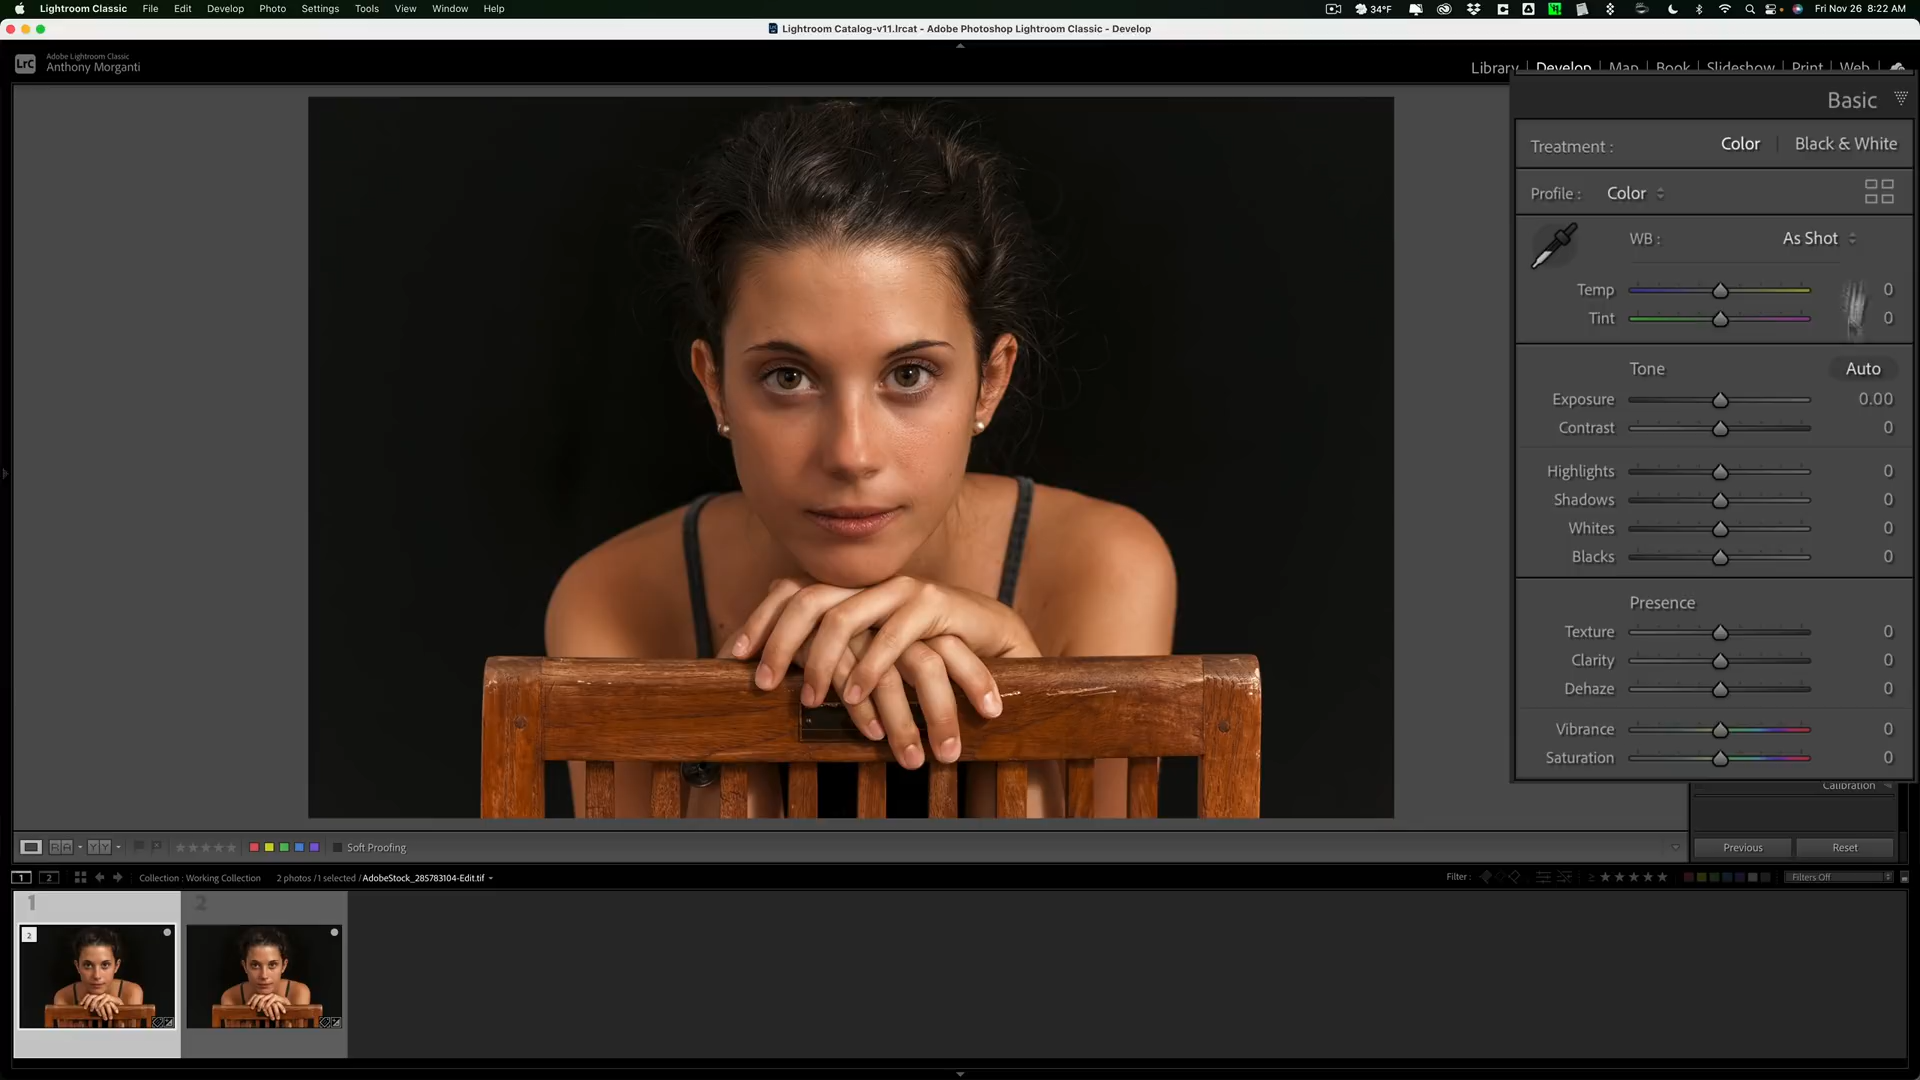 Lightroom Classic File Edit Develop Photo Settings Tools View Window Help 34°F Fri Nov 26 8:22 AM
Lightroom Catalog-v11.lrcat - Adobe Photoshop Lightroom Classic - Develop
LrC Adobe Lightroom Classic
Anthony Morganti
Library | Develop | Map | Book | Slideshow | Print | Web
Basic
Treatment : Color | Black & White
Profile : Color
WB : As Shot
Temp 0
Tint 0
Tone Auto
Exposure 0.00
Contrast 0
Highlights 0
Shadows 0
Whites 0
Blacks 0
Presence
Texture 0
Clarity 0
Dehaze 0
Vibrance 0
Saturation 0
Calibration
Soft Proofing Previous Reset
1 2 Collection : Working Collection 2 photos / 1 selected / AdobeStock_285783104-Edit.tif Filter : Filters Off
1 2
2